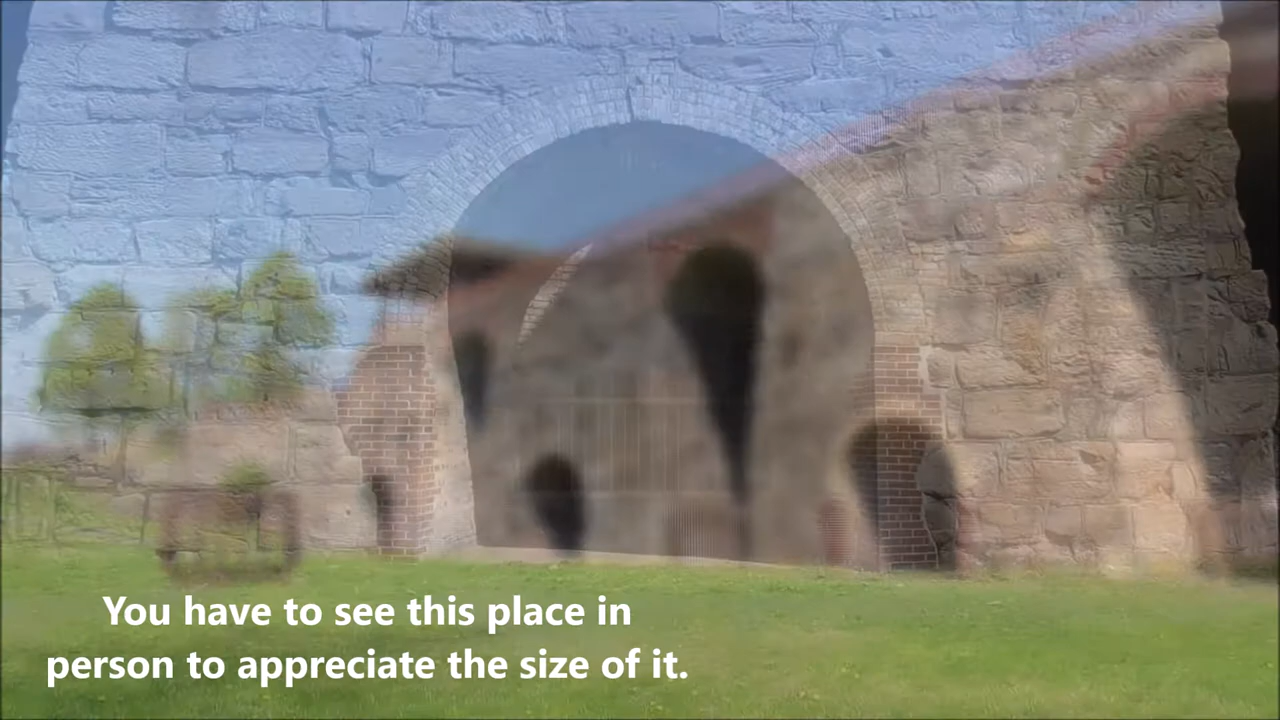 You have to see this place in
person to appreciate the size of it.